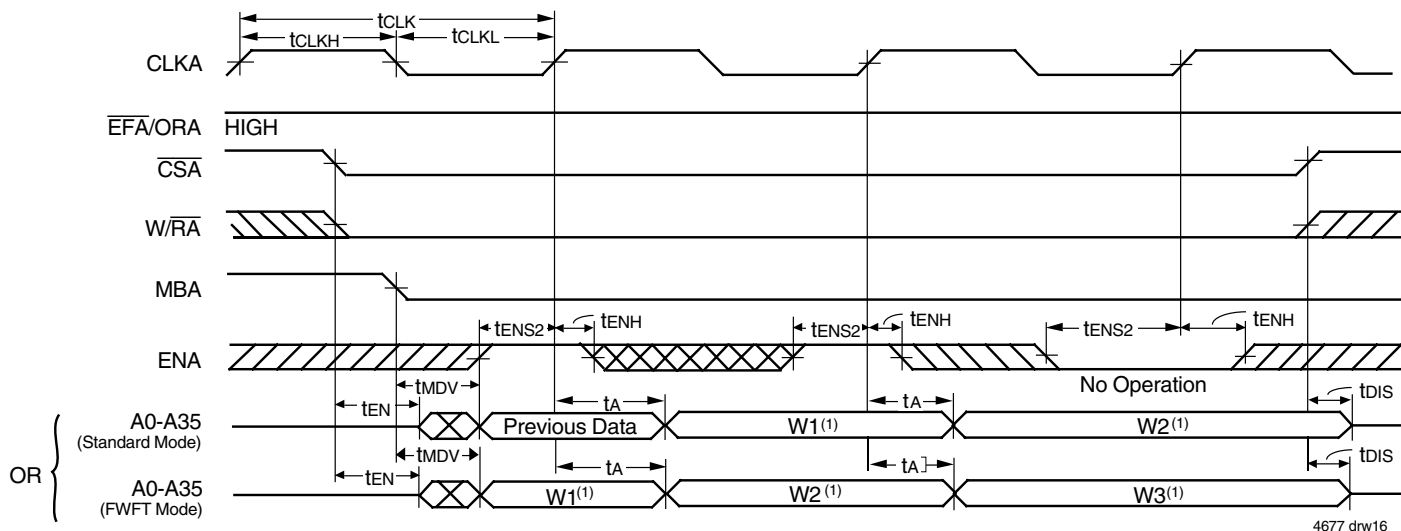 tCLK
tCLKH
tCLKL
CLKA
EFA/ORA
HIGH
CSA
W/RA
MBA
tENS2
tENH
tENS2
tENH
tENS2
tENH
ENA
No Operation
tMDV
tEN
tA
tA
tDIS
A0-A35
(Standard Mode)
Previous Data
W1(1)
W2(1)
OR
tMDV
tEN
tA
tA
tDIS
A0-A35
(FWFT Mode)
W1(1)
W2(1)
W3(1)
4677 drw16